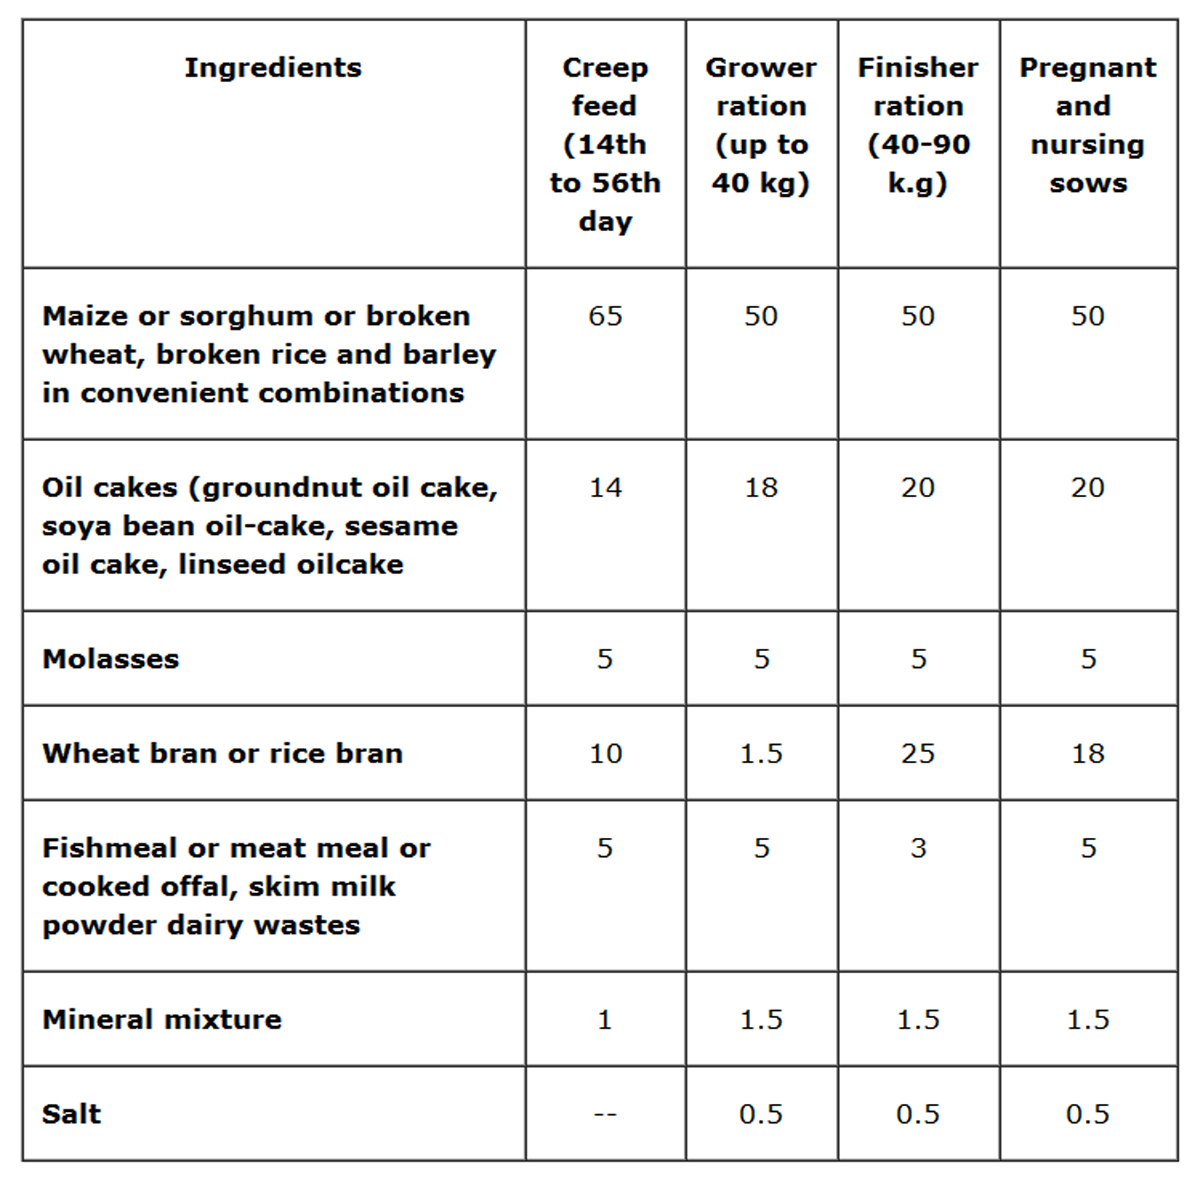 Ingredients
Creep
feed
(14th
to 56th
day
Grower
ration
(up to
40 kg)
Finisher
ration
(40-90
k.g)
Pregnant
and
nursing
sows
Maize or sorghum or broken
wheat, broken rice and barley
in convenient combinations
65 50 50 50
Oil cakes (groundnut oil cake,
soya bean oil-cake, sesame
oil cake, linseed oilcake
14 18 20 20
Molasses 5 5 5 5
Wheat bran or rice bran 10 1.5 25 18
Fishmeal or meat meal or
cooked offal, skim milk
powder dairy wastes
5 5 3 5
Mineral mixture 1 1.5 1.5 1.5
Salt -- 0.5 0.5 0.5